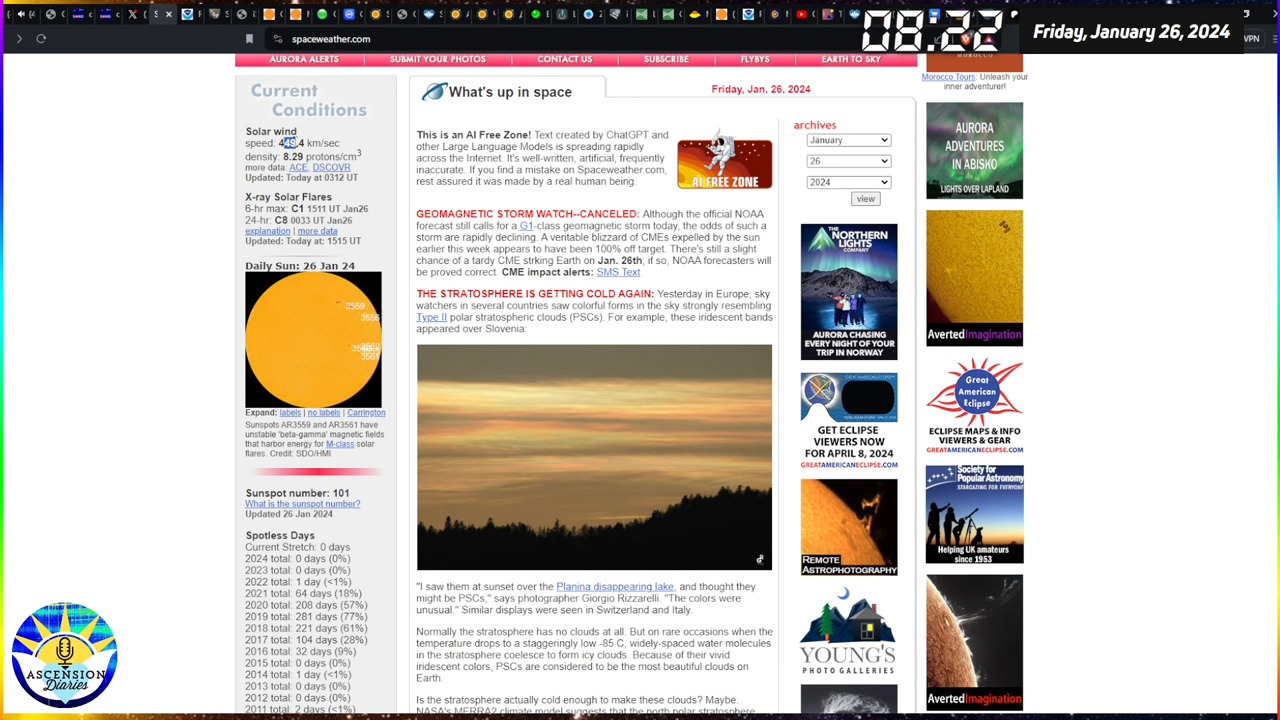 spaceweather.com
VPN
08:22
Friday, January 26, 2024
AURORA ALERTS
SUBMIT YOUR PHOTOS
CONTACT US
SUBSCRIBE
FLYBYS
EARTH TO SKY
Current
Conditions
Solar wind
speed: 449.4 km/sec
density: 8.29 protons/cm3
more data: ACE, DSCOVR
Updated: Today at 0312 UT
X-ray Solar Flares
6-hr max: C1 1511 UT Jan26
24-hr: C8 0033 UT Jan26
explanation | more data
Updated: Today at: 1515 UT
Daily Sun: 26 Jan 24
3559
3556
3561
Expand: labels | no labels | Carrington
Sunspots AR3559 and AR3561 have
unstable 'beta-gamma' magnetic fields
that harbor energy for M-class solar
flares. Credit: SDO/HMI
Sunspot number: 101
What is the sunspot number?
Updated 26 Jan 2024
Spotless Days
Current Stretch: 0 days
2024 total: 0 days (0%)
2023 total: 0 days (0%)
2022 total: 1 day (<1%)
2021 total: 64 days (18%)
2020 total: 208 days (57%)
2019 total: 281 days (77%)
2018 total: 221 days (61%)
2017 total: 104 days (28%)
2016 total: 32 days (9%)
2015 total: 0 days (0%)
2014 total: 1 day (<1%)
2013 total: 0 days (0%)
2012 total: 0 days (0%)
2011 total: 2 days (<1%)
What's up in space
Friday, Jan. 26, 2024
This is an AI Free Zone! Text created by ChatGPT and
other Large Language Models is spreading rapidly
across the Internet. It's well-written, artificial, frequently
inaccurate. If you find a mistake on Spaceweather.com,
rest assured it was made by a real human being.
AI FREE ZONE
GEOMAGNETIC STORM WATCH--CANCELED: Although the official NOAA
forecast still calls for a G1-class geomagnetic storm today, the odds of such a
storm are rapidly declining. A veritable blizzard of CMEs expelled by the sun
earlier this week appears to have been 100% off target. There's still a slight
chance of a tardy CME strking Earth on Jan. 26th; if so, NOAA forecasters will
be proved correct. CME impact alerts: SMS Text
THE STRATOSPHERE IS GETTING COLD AGAIN: Yesterday in Europe, sky
watchers in several countries saw colorful forms in the sky strongly resembling
Type II polar stratospheric clouds (PSCs). For example, these iridescent bands
appeared over Slovenia:
"I saw them at sunset over the Planina disappearing lake, and thought they
might be PSCs," says photographer Giorgio Rizzarelli. "The colors were
unusual." Similar displays were seen in Switzerland and Italy.
Normally the stratosphere has no clouds at all. But on rare occasions when the
temperature drops to a staggeringly low -85 C, widely-spaced water molecules
in the stratosphere coelesce to form icy clouds. Because of their vivid
iridescent colors, PSCs are considered to be the most beautiful clouds on
Earth.
Is the stratosphere actually cold enough to make these clouds? Maybe.
NASA's MERRA2 climate model suggests that the north polar stratosphere
archives
January
26
2024
view
THE
NORTHERN
LIGHTS
COMPANY
AURORA CHASING
EVERY NIGHT OF YOUR
TRIP IN NORWAY
GET ECLIPSE
VIEWERS NOW
FOR APRIL 8, 2024
GREATAMERICANECLIPSE.COM
REMOTE
ASTROPHOTOGRAPHY
YOUNG'S
PHOTO GALLERIES
MOROCCO
Morocco Tours: Unleash your
inner adventurer!
AURORA
ADVENTURES
IN ABISKO
LIGHTS OVER LAPLAND
AvertedImagination
Great
American
Eclipse
ECLIPSE MAPS & INFO
VIEWERS & GEAR
GREATAMERICANECLIPSE.COM
Society for
Popular Astronomy
STARGAZING FOR EVERYONE
Helping UK amateurs
since 1953
AvertedImagination
ASCENSION
Diaries